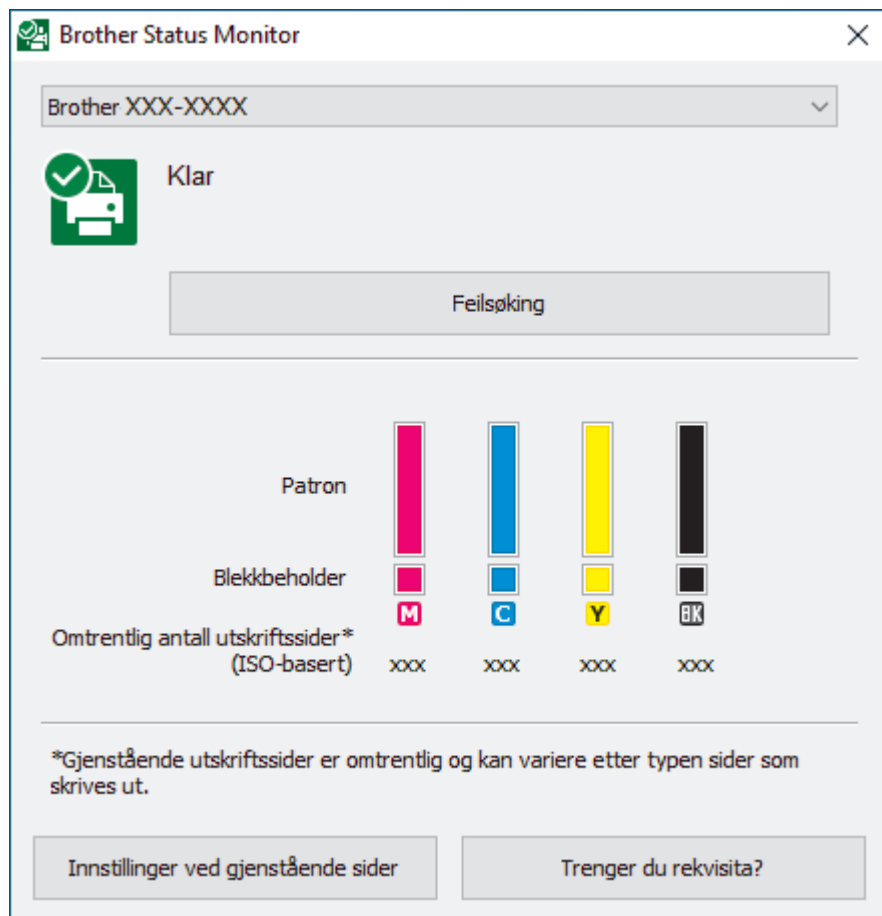 Brother Status Monitor
Brother XXX-XXXX
Klar
Feilsøking
Patron
Blekkbeholder
M C Y BK
Omtrentlig antall utskriftssider*
(ISO-basert) xxx xxx xxx xxx
*Gjenstående utskriftssider er omtrentlig og kan variere etter typen sider som
skrives ut.
Innstillinger ved gjenstående sider Trenger du rekvisita?